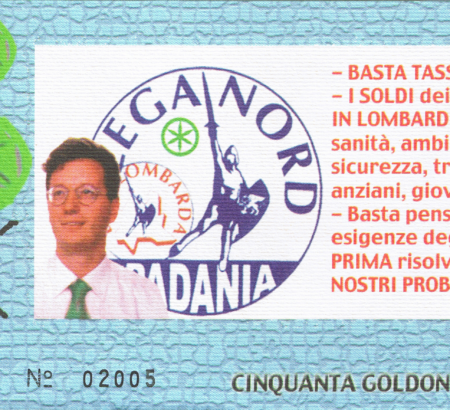 LEGA NORD
LOMBARDA
PADANIA
– BASTA TASS
– I SOLDI dei
IN LOMBARD
sanità, ambi
sicurezza, tr
anziani, giov
– Basta pens
esigenze deg
PRIMA risolv
NOSTRI PROB
Nº 02005
CINQUANTA GOLDON